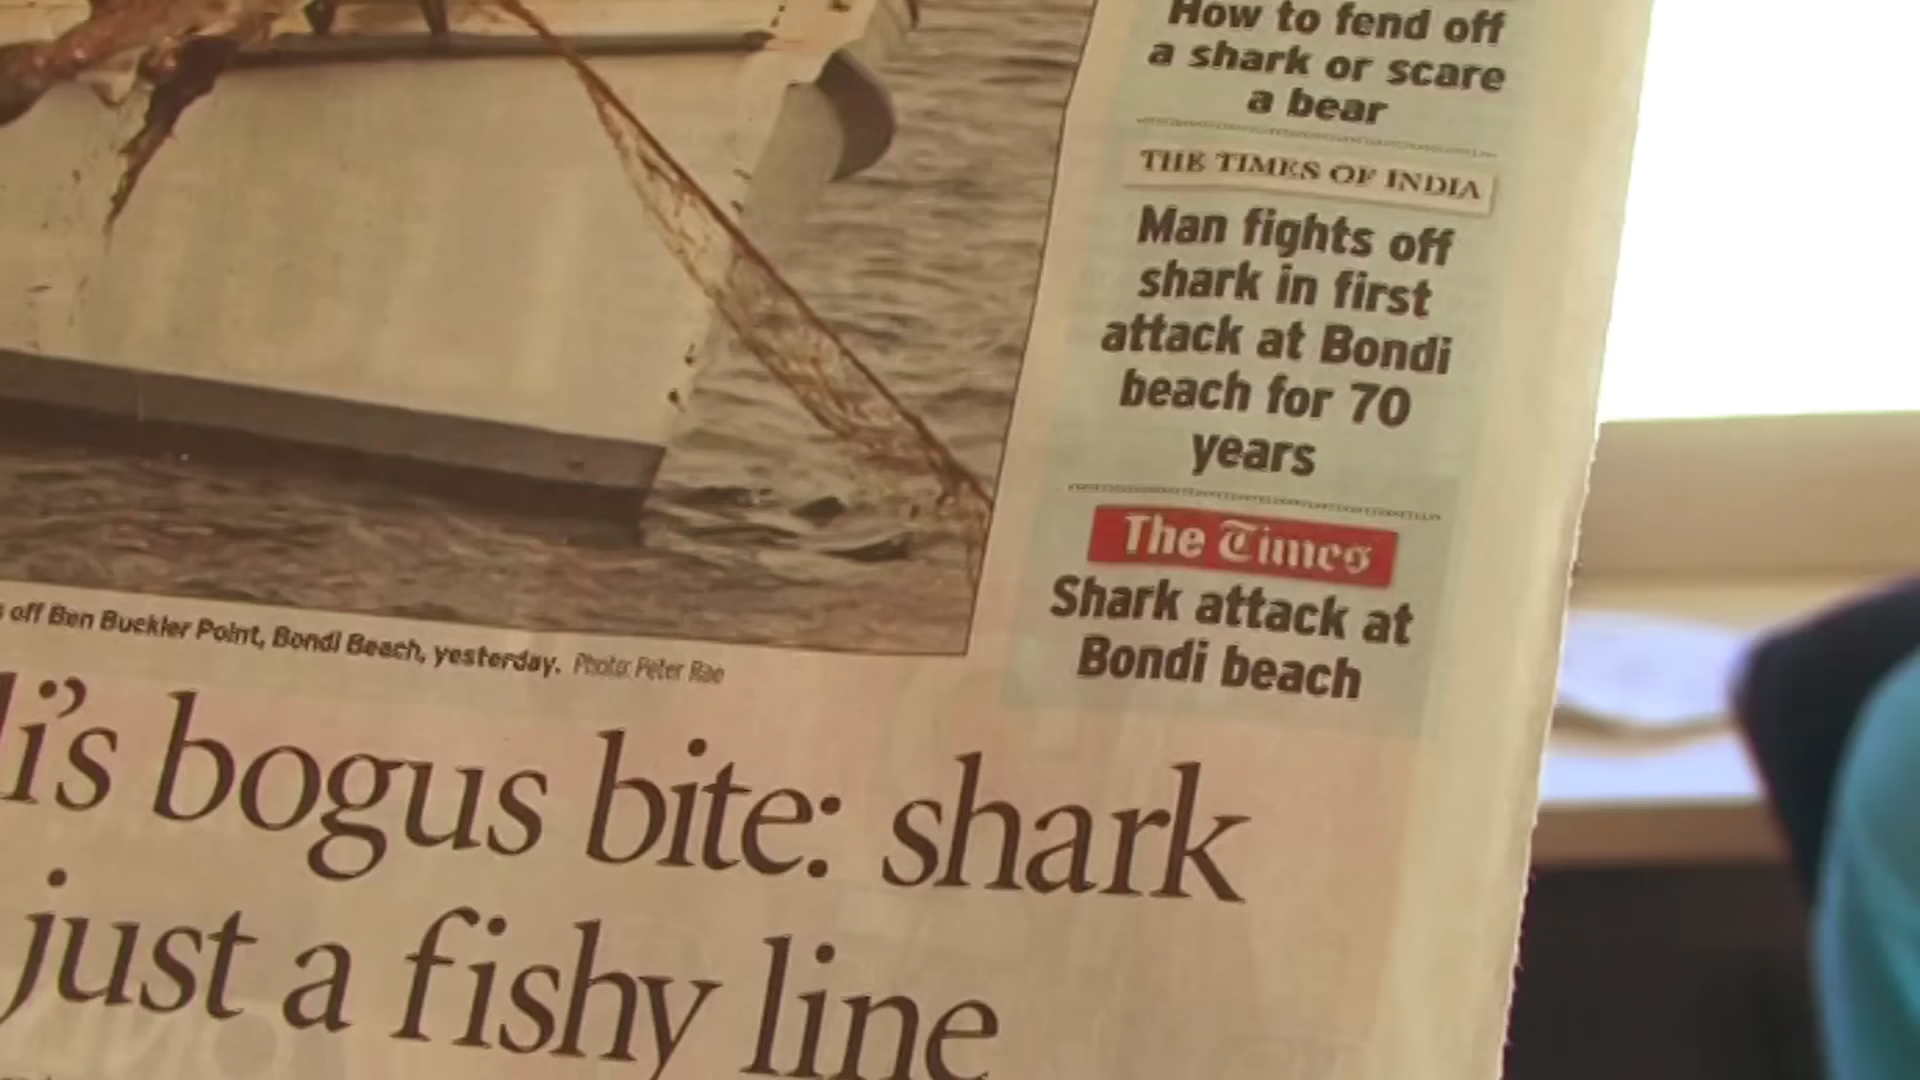 How to fend off
a shark or scare
a bear
THE TIMES OF INDIA
Man fights off
shark in first
attack at Bondi
beach for 70
years
The Times
Shark attack at
Bondi beach
off Ben Buckler Point, Bondi Beach, yesterday. Photo: Peter Rae
i's bogus bite: shark
just a fishy line